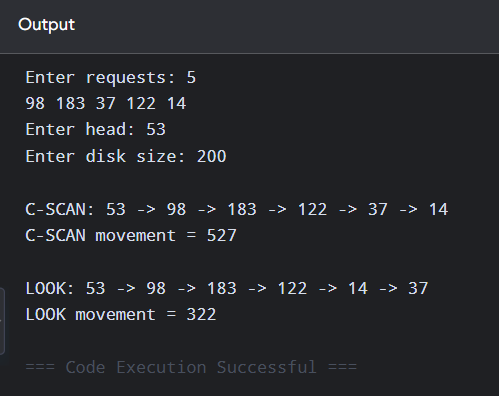 Output
Enter requests: 5
98 183 37 122 14
Enter head: 53
Enter disk size: 200
C-SCAN: 53 -> 98 -> 183 -> 122 -> 37 -> 14
C-SCAN movement = 527
LOOK: 53 -> 98 -> 183 -> 122 -> 14 -> 37
LOOK movement = 322
=== Code Execution Successful ===